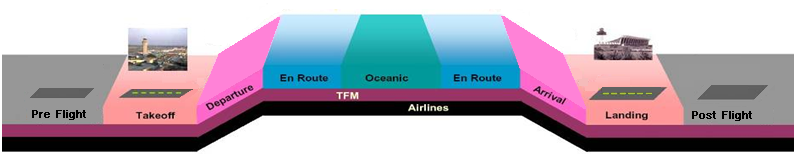 Pre Flight
Takeoff
Departure
En Route
Oceanic
En Route
TFM
Airlines
Arrival
Landing
Post Flight